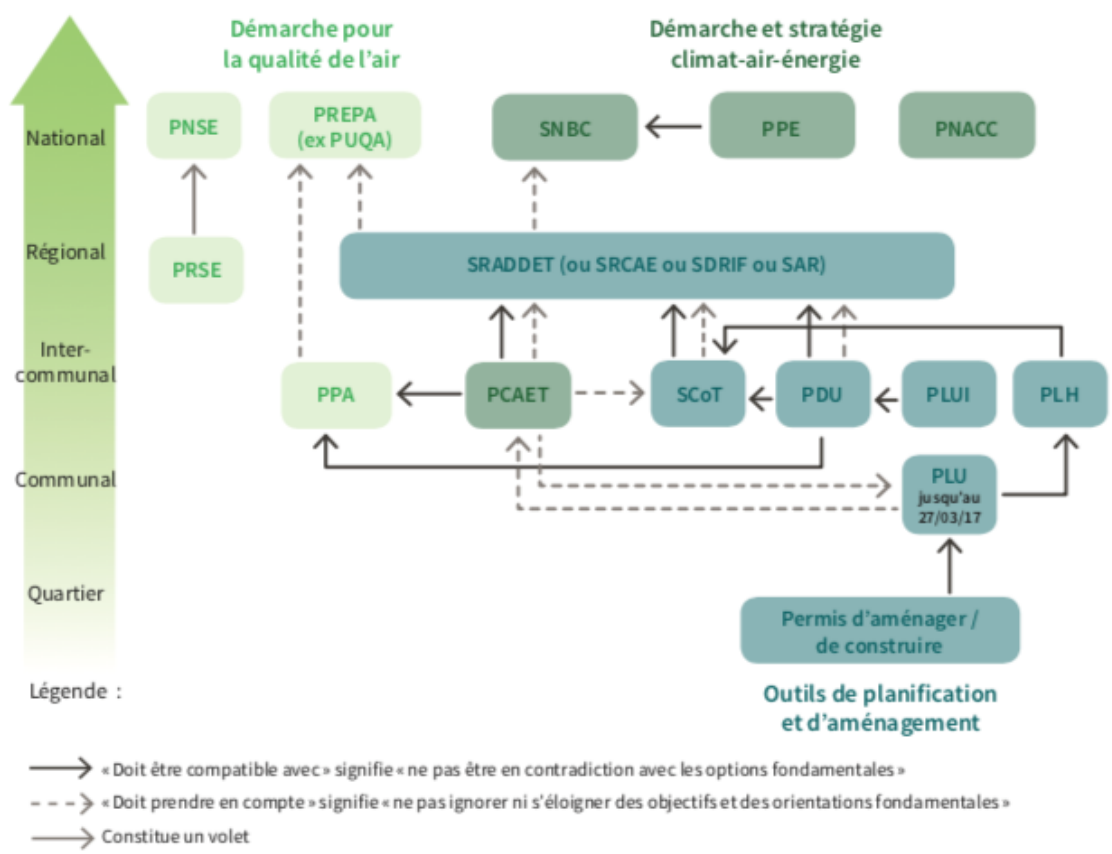 Démarche pour
la qualité de l'air
Démarche et stratégie
climat-air-énergie
National
PNSE
PREPA
(ex PUQA)
SNBC
PPE
PNACC
Régional
PRSE
SRADDET (ou SRCAE ou SDRIF ou SAR)
Inter-
communal
PPA
PCAET
SCoT
PDU
PLUI
PLH
Communal
PLU
jusqu'au
27/03/17
Quartier
Permis d'aménager /
de construire
Légende :
Outils de planification
et d'aménagement
« Doit être compatible avec » signifie « ne pas être en contradiction avec les options fondamentales »
« Doit prendre en compte » signifie « ne pas ignorer ni s'éloigner des objectifs et des orientations fondamentales »
Constitue un volet